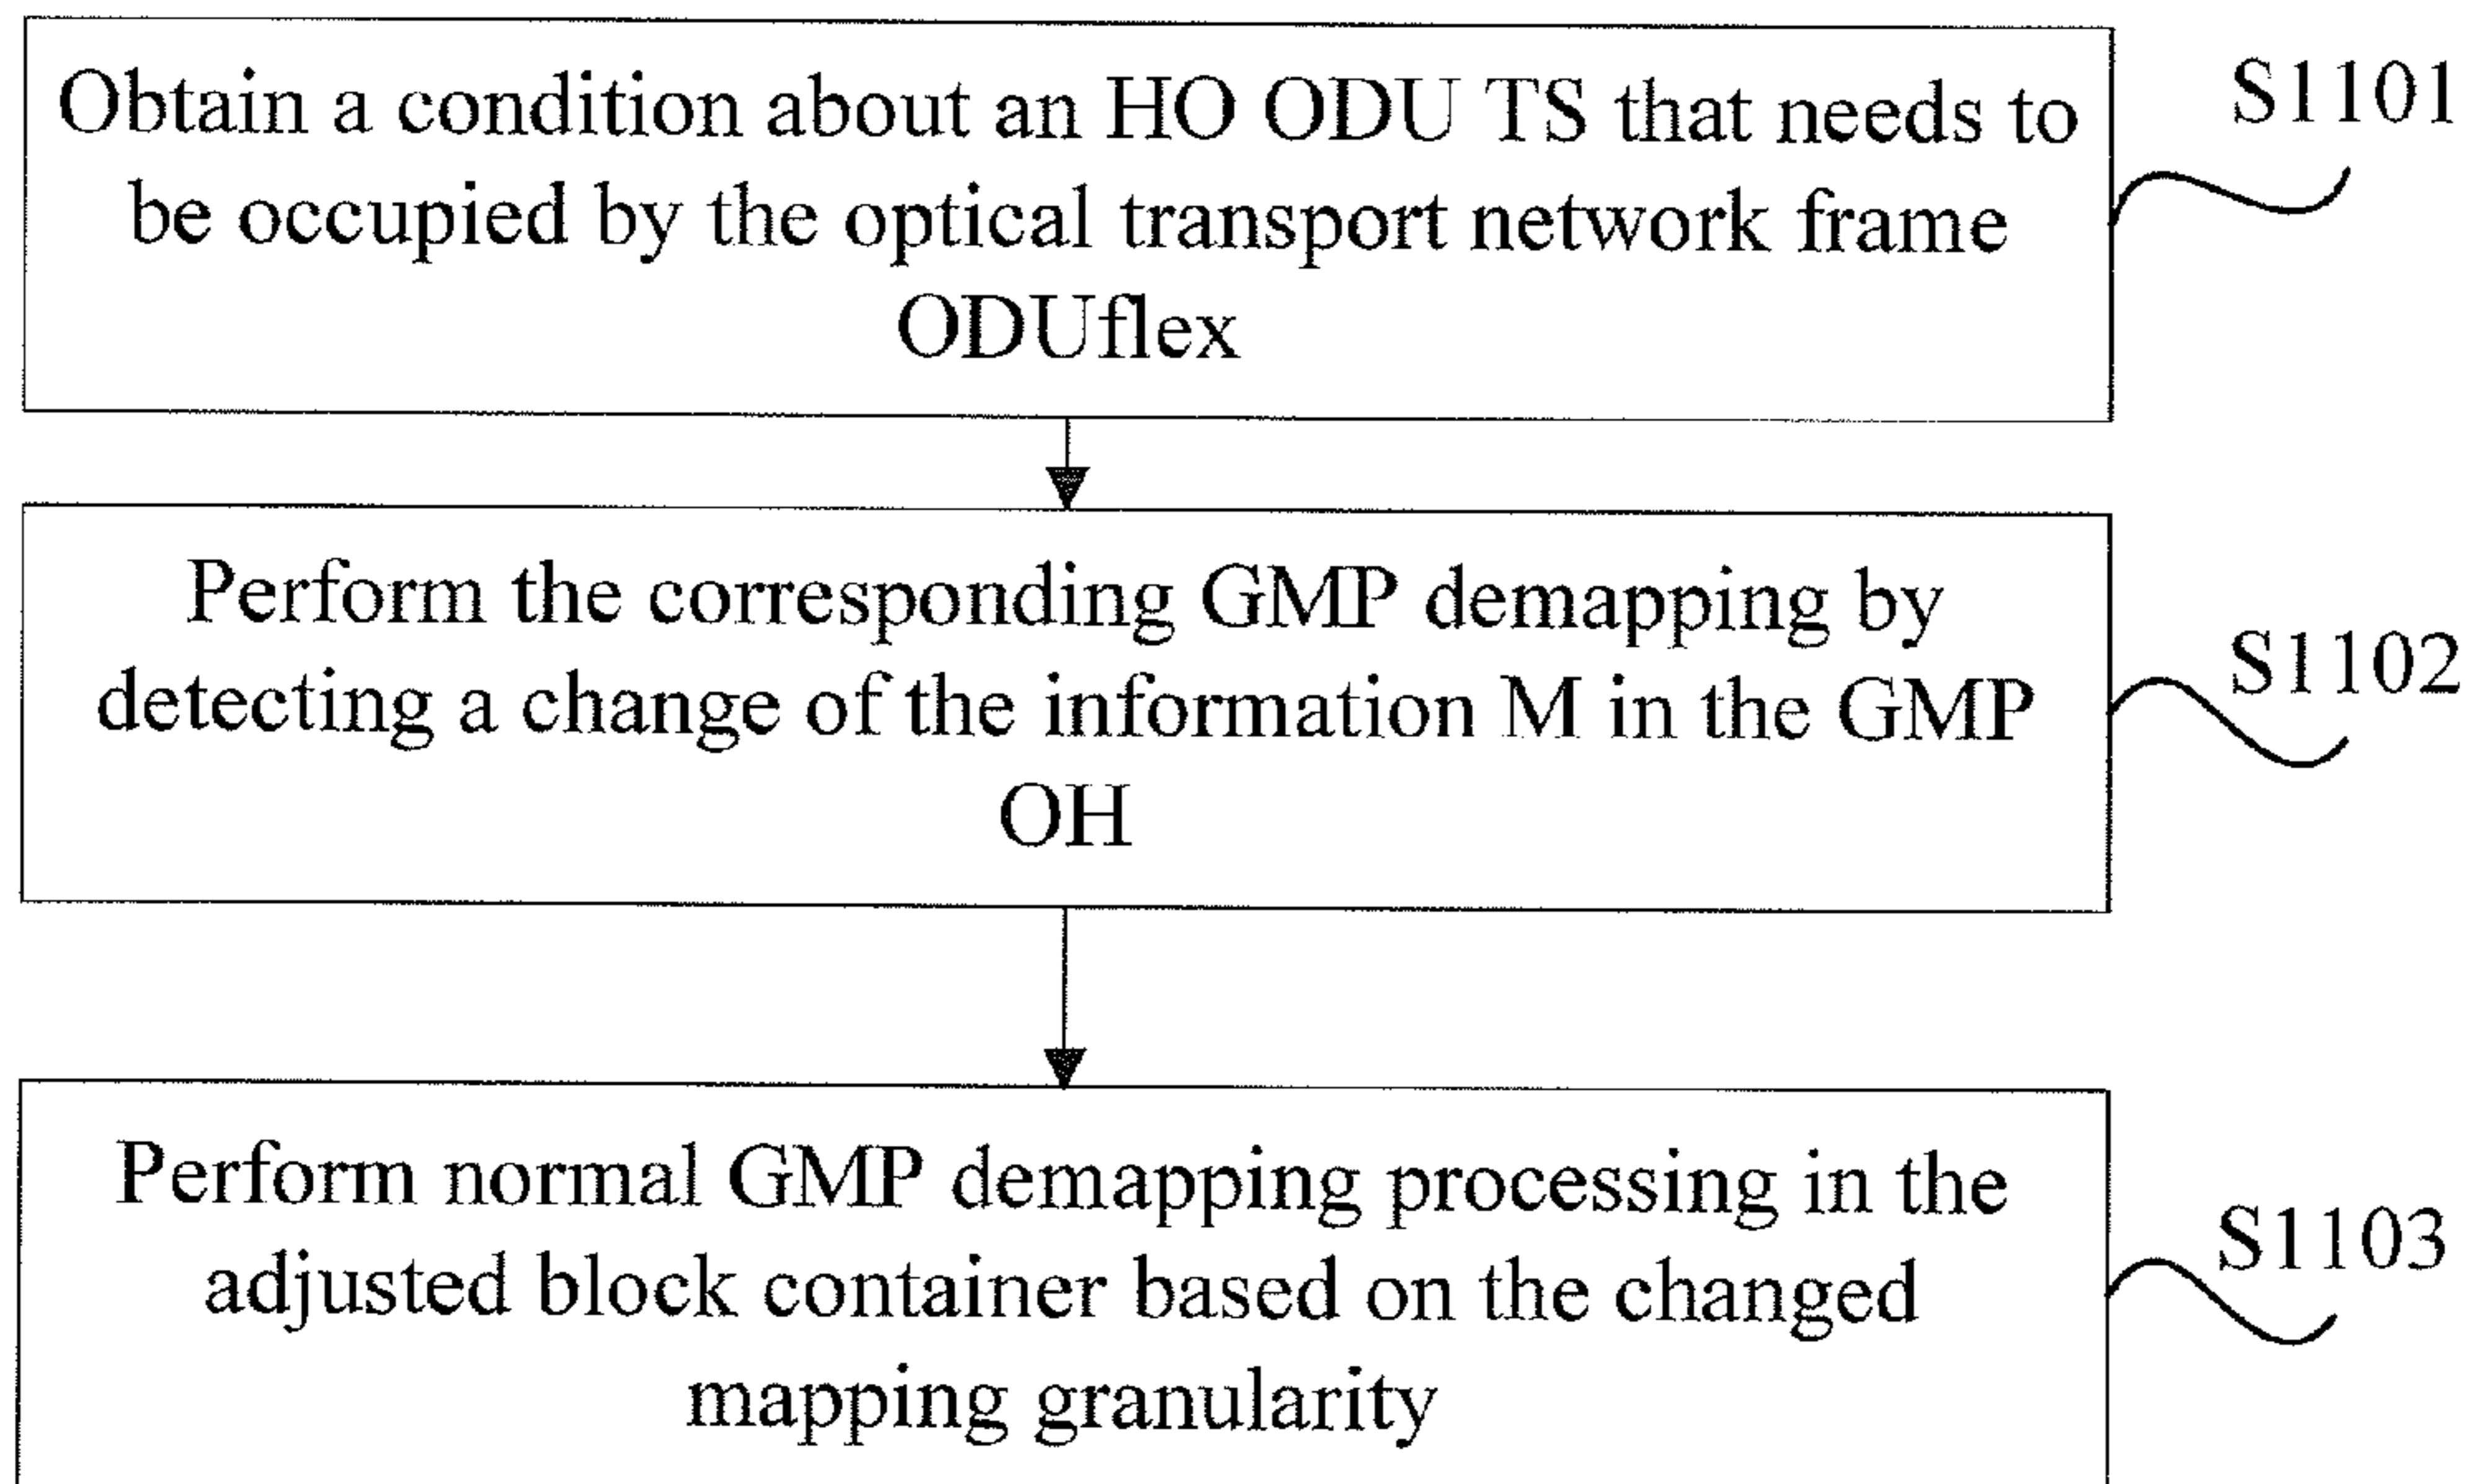 Obtain a condition about an HO ODU TS that needs to
be occupied by the optical transport network frame
ODUflex
S1101
Perform the corresponding GMP demapping by
detecting a change of the information M in the GMP
OH
S1102
Perform normal GMP demapping processing in the
adjusted block container based on the changed
mapping granularity
S1103